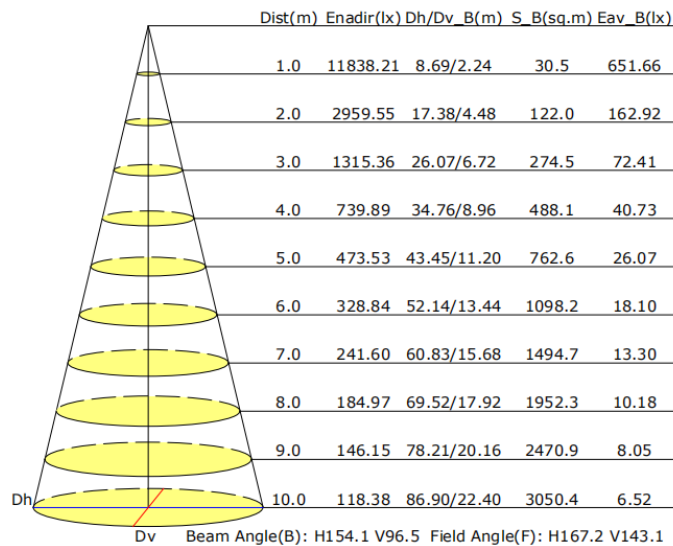 Dist(m) Enadir(lx) Dh/Dv_B(m) S_B(sq.m) Eav_B(lx)
1.0 11838.21 8.69/2.24 30.5 651.66
2.0 2959.55 17.38/4.48 122.0 162.92
3.0 1315.36 26.07/6.72 274.5 72.41
4.0 739.89 34.76/8.96 488.1 40.73
5.0 473.53 43.45/11.20 762.6 26.07
6.0 328.84 52.14/13.44 1098.2 18.10
7.0 241.60 60.83/15.68 1494.7 13.30
8.0 184.97 69.52/17.92 1952.3 10.18
9.0 146.15 78.21/20.16 2470.9 8.05
Dh 10.0 118.38 86.90/22.40 3050.4 6.52
Dv Beam Angle(B): H154.1 V96.5 Field Angle(F): H167.2 V143.1